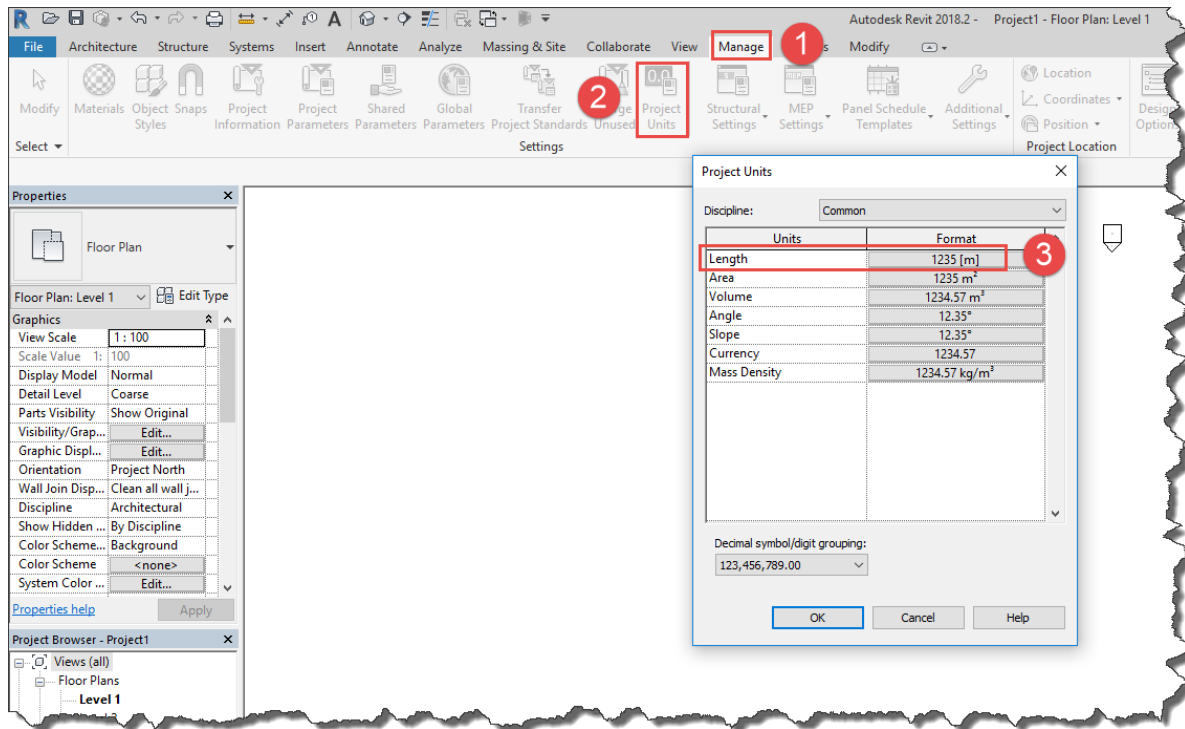 Autodesk Revit 2018.2 - Project1 - Floor Plan: Level 1
File Architecture Structure Systems Insert Annotate Analyze Massing & Site Collaborate View Manage Modify
1
Modify
Materials
Object Styles
Snaps
Project Information
Project Parameters
Shared Parameters
Global Parameters
Transfer Project Standards
Unused
2
0.0
Project Units
Structural Settings
MEP Settings
Panel Schedule Templates
Additional Settings
Location
Coordinates
Position
Select
Settings
Project Location
Properties
Floor Plan
Floor Plan: Level 1 Edit Type
Graphics
View Scale 1 : 100
Scale Value 1: 100
Display Model Normal
Detail Level Coarse
Parts Visibility Show Original
Visibility/Grap... Edit...
Graphic Displ... Edit...
Orientation Project North
Wall Join Disp... Clean all wall j...
Discipline Architectural
Show Hidden ... By Discipline
Color Scheme... Background
Color Scheme <none>
System Color ... Edit...
Properties help Apply
Project Browser - Project1
Views (all)
Floor Plans
Level 1
Project Units
Discipline: Common
Units Format
Length 1235 [m]
3
Area 1235 m²
Volume 1234.57 m³
Angle 12.35°
Slope 12.35°
Currency 1234.57
Mass Density 1234.57 kg/m³
Decimal symbol/digit grouping:
123,456,789.00
OK Cancel Help